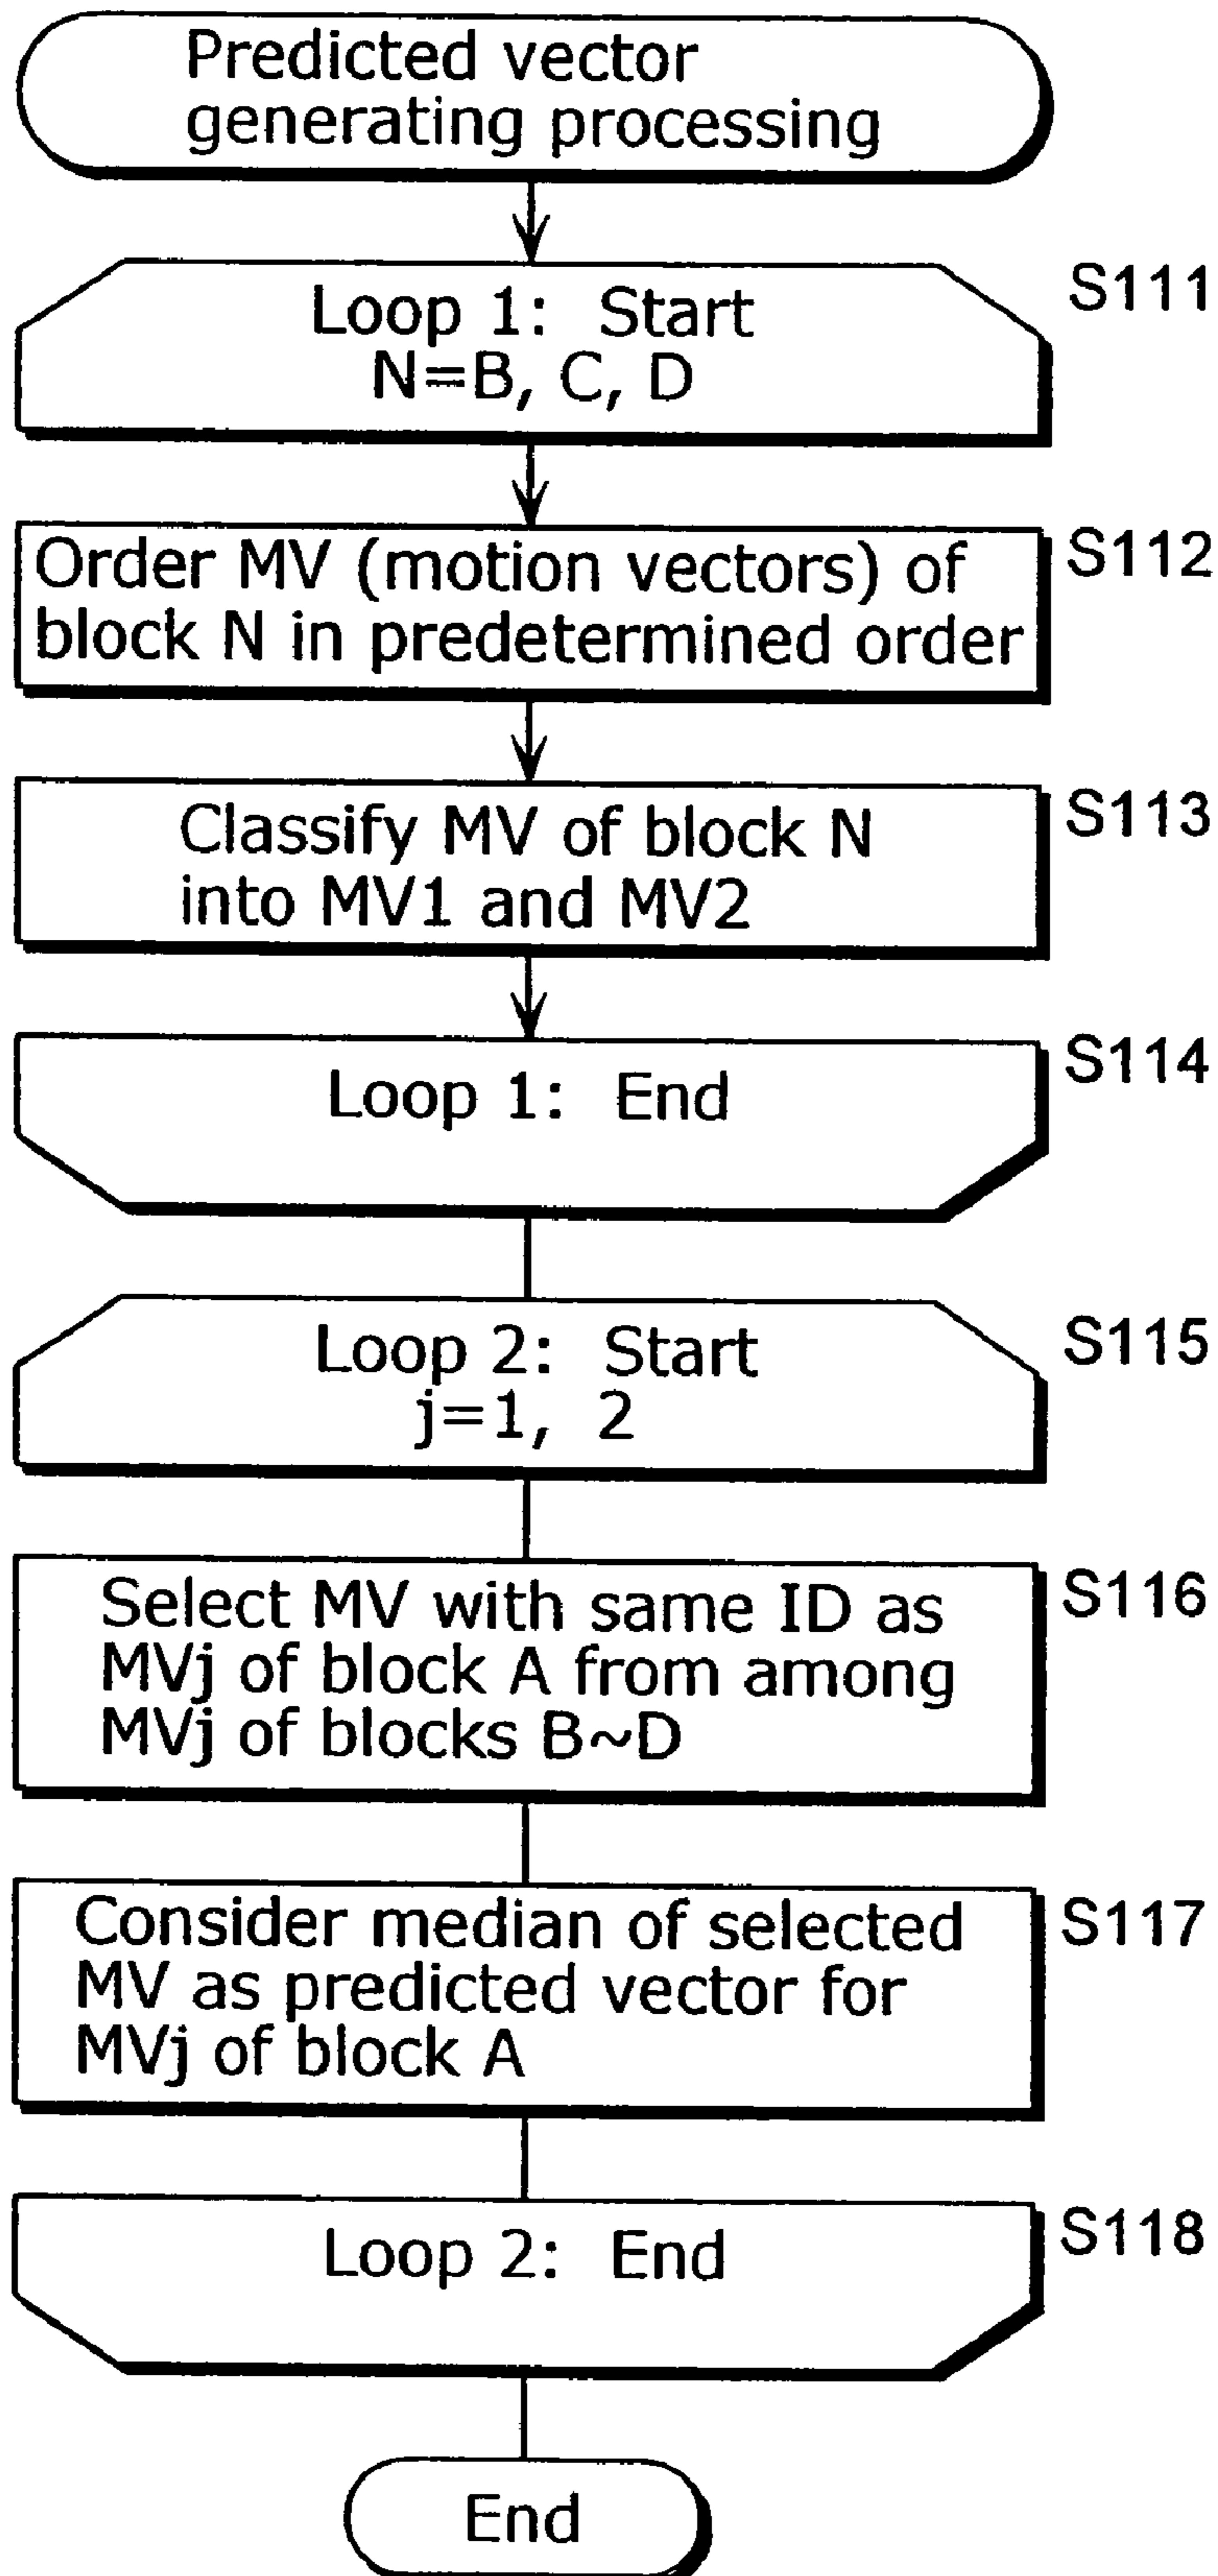 Predicted vector
generating processing
Loop 1: Start
N=B, C, D
S111
Order MV (motion vectors) of
block N in predetermined order
S112
Classify MV of block N
into MV1 and MV2
S113
Loop 1: End
S114
Loop 2: Start
j=1, 2
S115
Select MV with same ID as
MVj of block A from among
MVj of blocks B~D
S116
Consider median of selected
MV as predicted vector for
MVj of block A
S117
Loop 2: End
S118
End